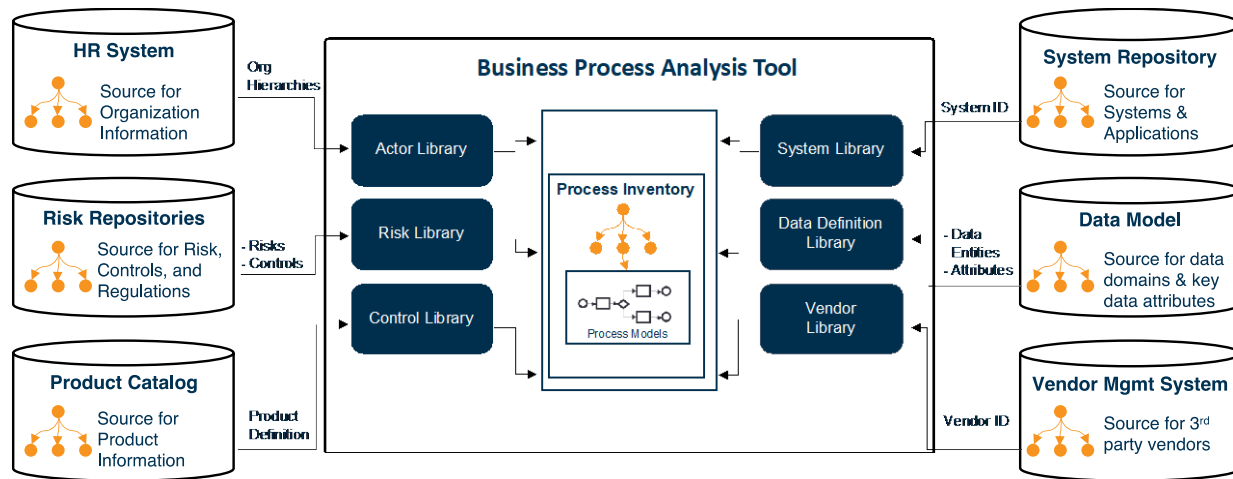 HR System
Source for
Organization
Information
Risk Repositories
Source for Risk,
Controls, and
Regulations
Product Catalog
Source for
Product
Information
Org
Hierarchies
- Risks
- Controls
Product
Definition
Business Process Analysis Tool
Actor Library
Risk Library
Control Library
Process Inventory
Process Models
System Library
Data Definition
Library
Vendor
Library
System ID
- Data
Entities
- Attributes
Vendor ID
System Repository
Source for
Systems &
Applications
Data Model
Source for data
domains & key
data attributes
Vendor Mgmt System
Source for 3rd
party vendors